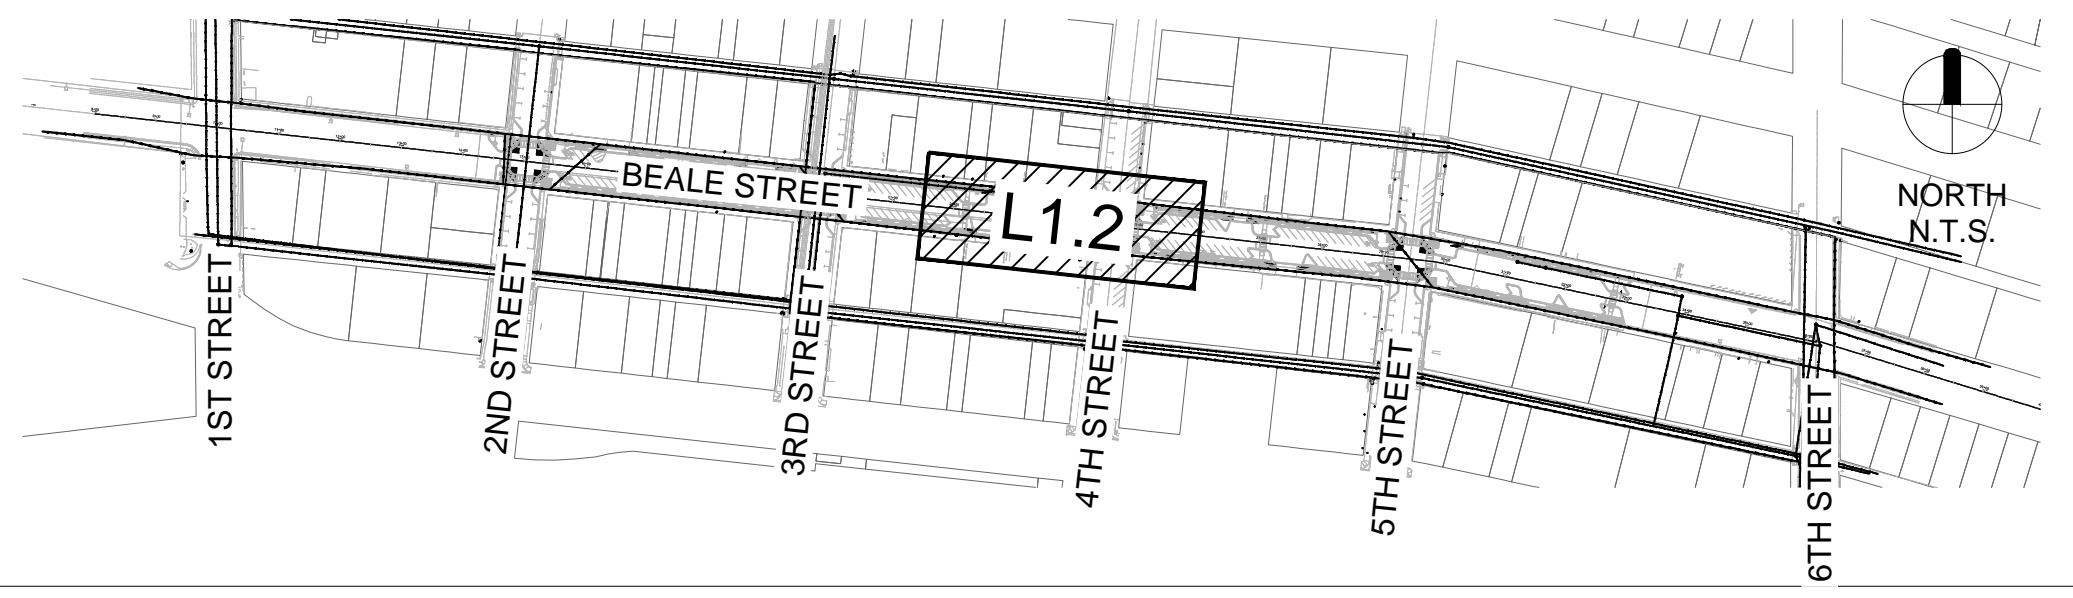 BEALE STREET
L1.2
NORTH
N.T.S.
1ST STREET
2ND STREET
3RD STREET
4TH STREET
5TH STREET
6TH STREET